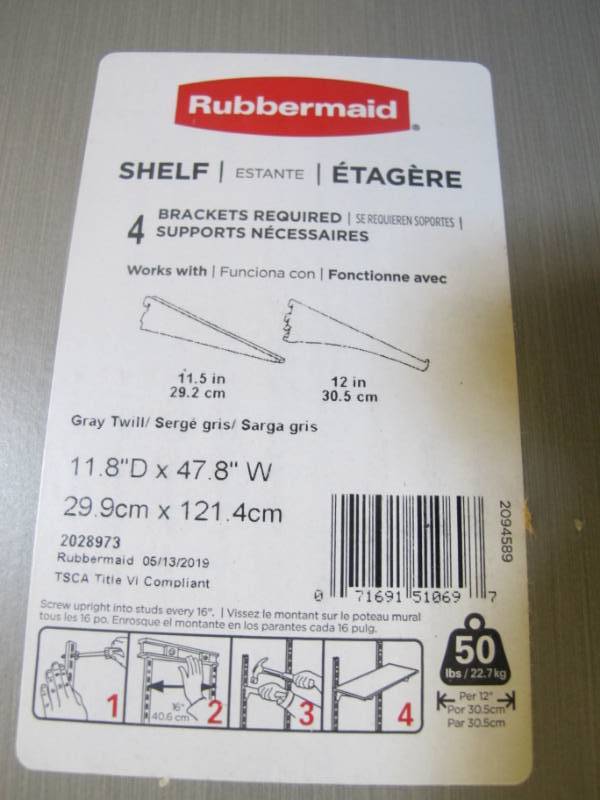 Rubbermaid®
SHELF | ESTANTE | ÉTAGÈRE
4 BRACKETS REQUIRED | SE REQUIEREN SOPORTES |
SUPPORTS NÉCESSAIRES
Works with | Funciona con | Fonctionne avec
11.5 in
29.2 cm
12 in
30.5 cm
Gray Twill/ Sergé gris/ Sarga gris
11.8"D x 47.8" W
29.9cm x 121.4cm
2028973
Rubbermaid 05/13/2019
TSCA Title VI Compliant
0 71691 51069 7
2094589
Screw upright into studs every 16". | Vissez le montant sur le poteau mural
tous les 16 po. Enrosque el montante en los parantes cada 16 pulg.
1
16"
40.6 cm
2
3
4
50
lbs / 22.7 kg
Per 12"
Por 30.5cm
Par 30.5cm